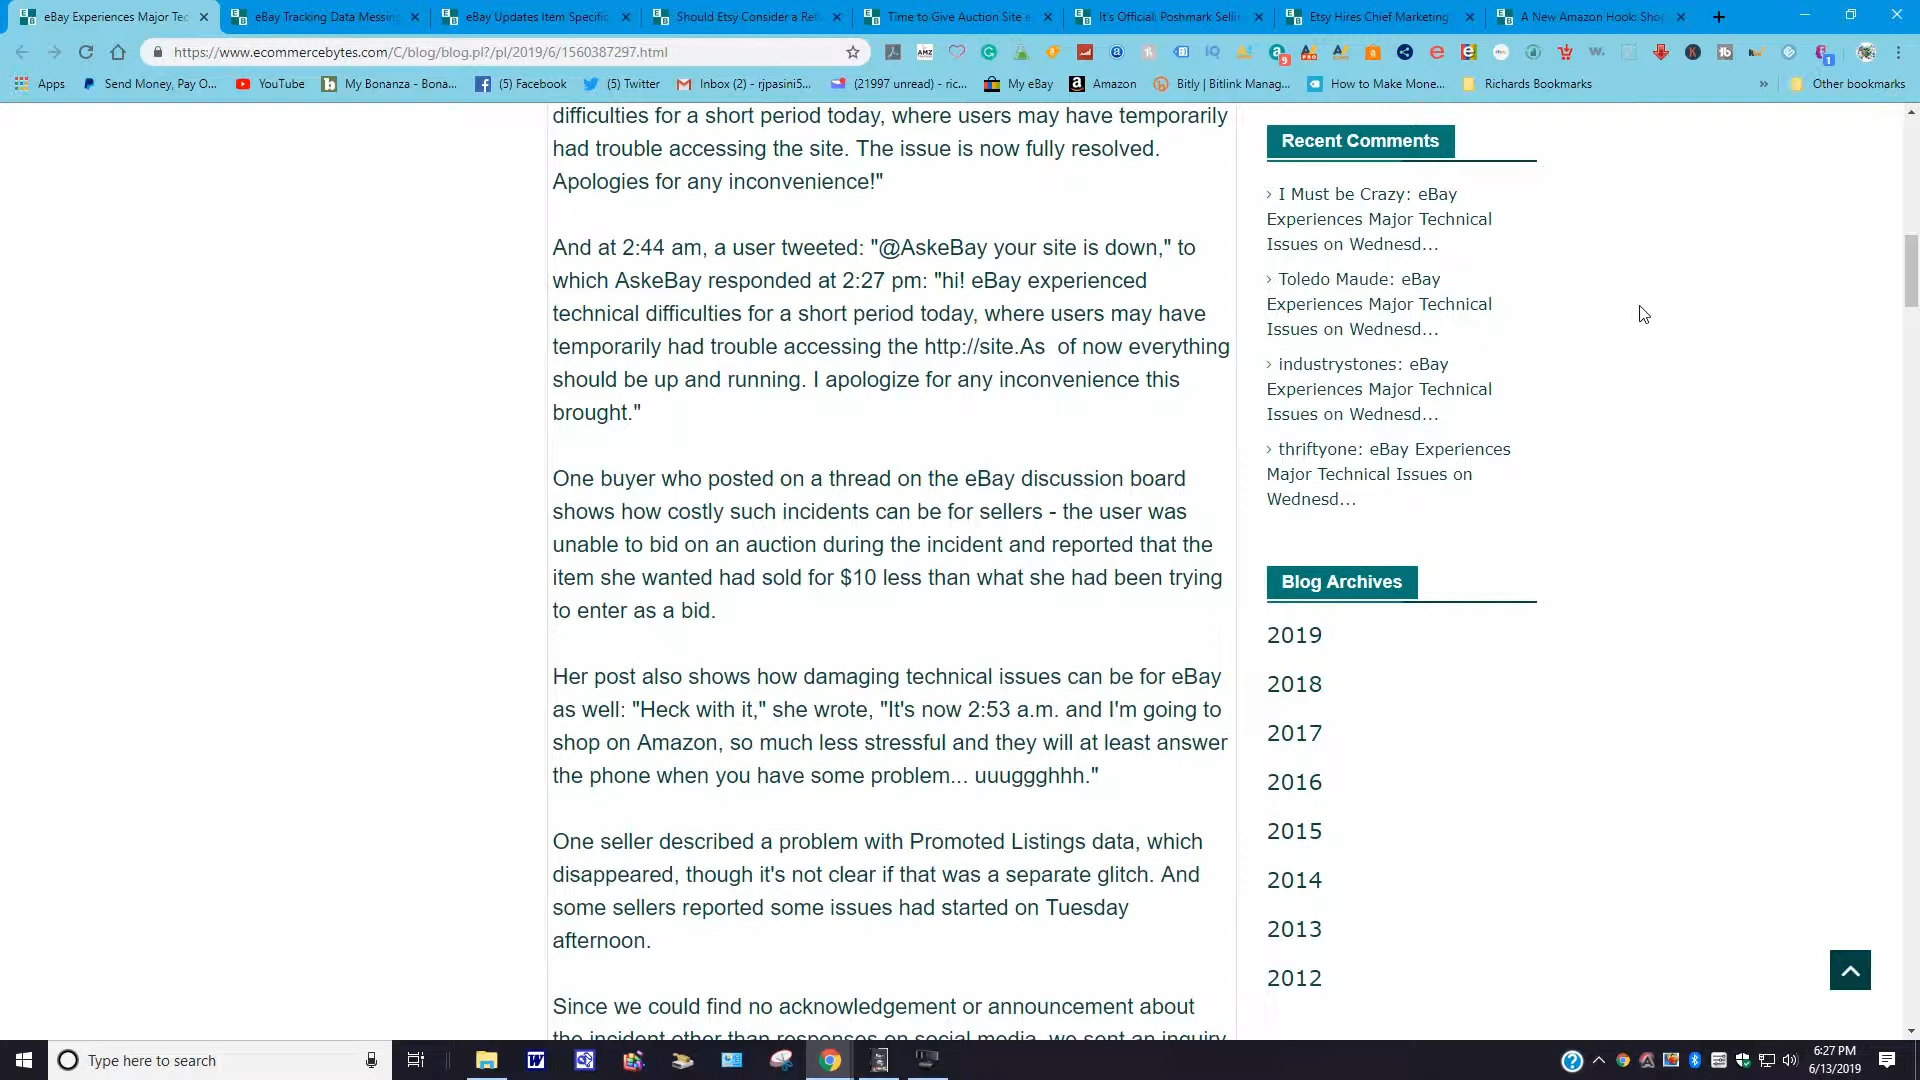 eBay Experiences Major Tec
eBay Tracking Data Messin
eBay Updates Item Specific
Should Etsy Consider a Ref
Time to Give Auction Site e
It's Official: Poshmark Selli
Etsy Hires Chief Marketing
A New Amazon Hook: Sho
https://www.ecommercebytes.com/C/blog/blog.pl?/pl/2019/6/1560387297.html
Apps
Send Money, Pay O...
YouTube
My Bonanza - Bona...
(5) Facebook
(5) Twitter
Inbox (2) - rjpasini5...
(21997 unread) - ric...
My eBay
Amazon
Bitly | Bitlink Manag...
How to Make Mone...
Richards Bookmarks
Other bookmarks
difficulties for a short period today, where users may have temporarily
had trouble accessing the site. The issue is now fully resolved.
Apologies for any inconvenience!"
And at 2:44 am, a user tweeted: "@AskeBay your site is down," to
which AskeBay responded at 2:27 pm: "hi! eBay experienced
technical difficulties for a short period today, where users may have
temporarily had trouble accessing the http://site.As of now everything
should be up and running. I apologize for any inconvenience this
brought."
One buyer who posted on a thread on the eBay discussion board
shows how costly such incidents can be for sellers - the user was
unable to bid on an auction during the incident and reported that the
item she wanted had sold for $10 less than what she had been trying
to enter as a bid.
Her post also shows how damaging technical issues can be for eBay
as well: "Heck with it," she wrote, "It's now 2:53 a.m. and I'm going to
shop on Amazon, so much less stressful and they will at least answer
the phone when you have some problem... uuuggghhh."
One seller described a problem with Promoted Listings data, which
disappeared, though it's not clear if that was a separate glitch. And
some sellers reported some issues had started on Tuesday
afternoon.
Since we could find no acknowledgement or announcement about
the incident other than responses on social media, we sent an inquiry
Recent Comments
› I Must be Crazy: eBay
Experiences Major Technical
Issues on Wednesd...
› Toledo Maude: eBay
Experiences Major Technical
Issues on Wednesd...
› industrystones: eBay
Experiences Major Technical
Issues on Wednesd...
› thriftyone: eBay Experiences
Major Technical Issues on
Wednesd...
Blog Archives
2019
2018
2017
2016
2015
2014
2013
2012
Type here to search
6:27 PM
6/13/2019